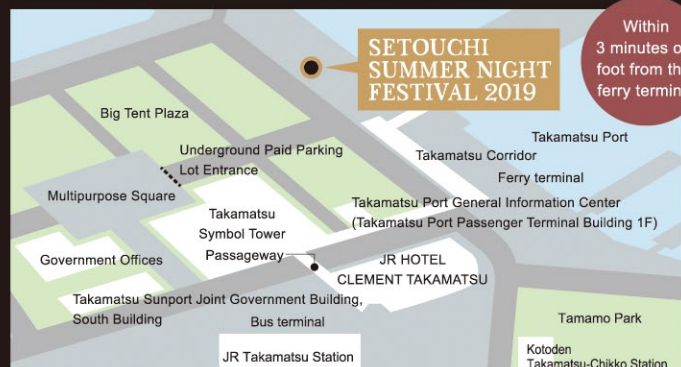 SETOUCHI
SUMMER NIGHT
FESTIVAL 2019
Within
3 minutes
foot from
ferry
Big Tent Plaza
Underground Paid Parking
Lot Entrance
Multipurpose Square
Takamatsu Port
Takamatsu Corridor
Ferry terminal
Takamatsu Port General Information Center
(Takamatsu Port Passenger Terminal Building 1F)
Takamatsu
Symbol Tower
Passageway
Government Offices
JR HOTEL
CLEMENT TAKAMATSU
Takamatsu Sunport Joint Government Building,
South Building
Bus terminal
JR Takamatsu Station
Tamamo Park
Kotoden
Takamatsu-Chikko Station